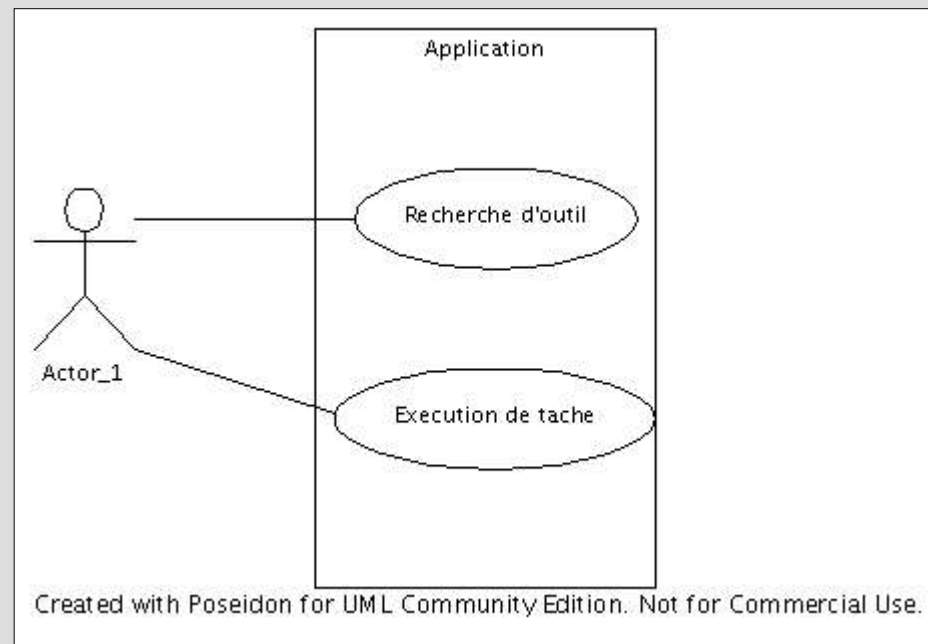 Application
Recherche d'outil
Actor_1
Execution de tache
Created with Poseidon for UML Community Edition. Not for Commercial Use.